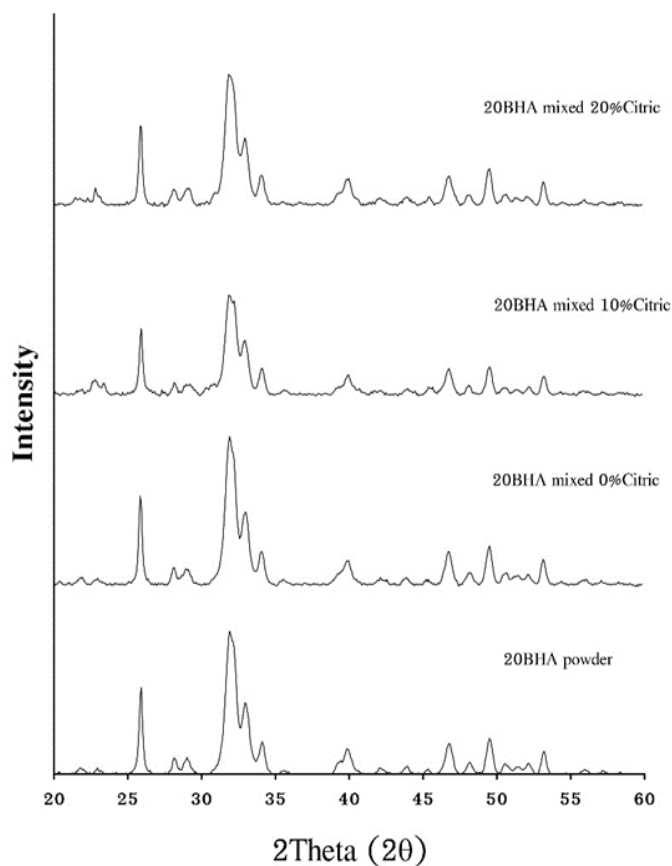 20BHA mixed 20%Citric
20BHA mixed 10%Citric
20BHA mixed 0%Citric
20BHA powder
Intensity
20 25 30 35 40 45 50 55 60
2Theta (2θ)